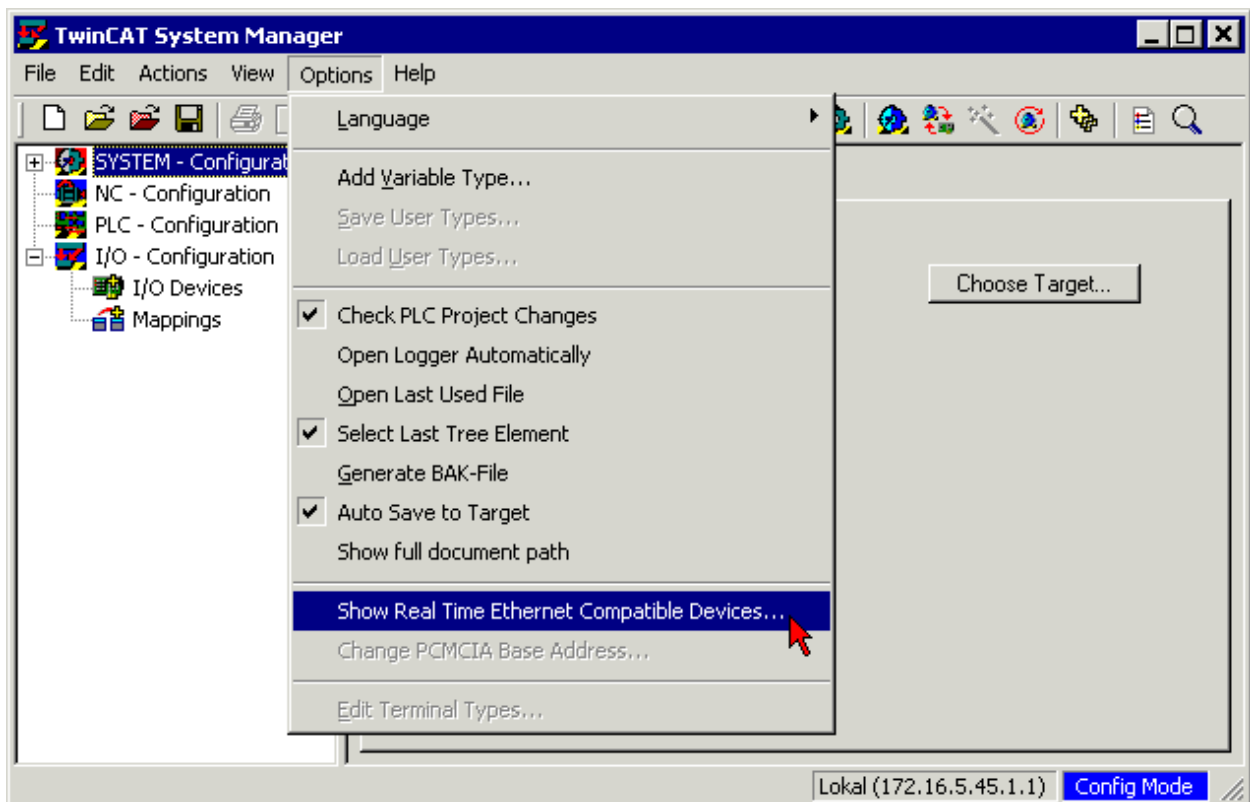 TwinCAT System Manager
File Edit Actions View Options Help
Language
SYSTEM - Configurat
NC - Configuration
PLC - Configuration
I/O - Configuration
I/O Devices
Mappings
Add Variable Type...
Save User Types...
Load User Types...
Check PLC Project Changes
Open Logger Automatically
Open Last Used File
Select Last Tree Element
Generate BAK-File
Auto Save to Target
Show full document path
Show Real Time Ethernet Compatible Devices...
Change PCMCIA Base Address...
Edit Terminal Types...
Choose Target...
Lokal (172.16.5.45.1.1) Config Mode